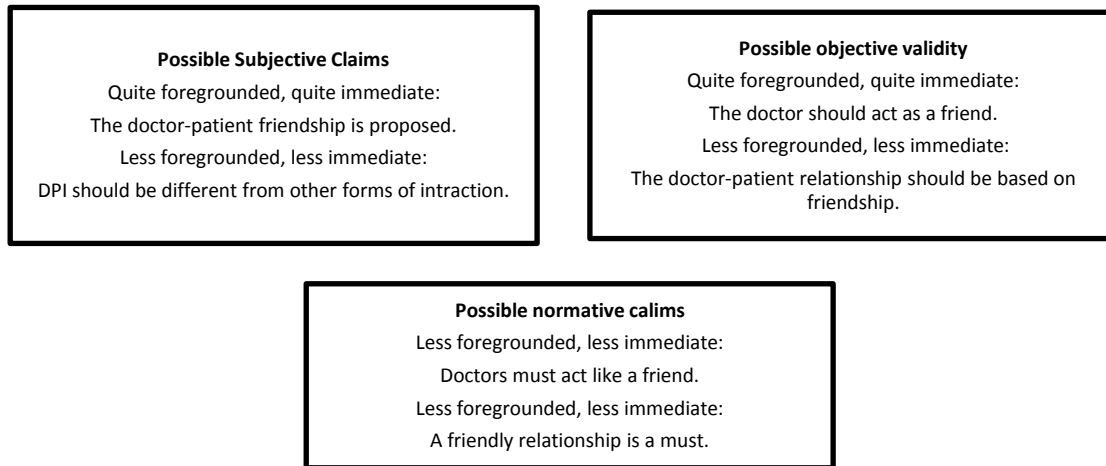 Possible Subjective Claims
Quite foregrounded, quite immediate:
The doctor-patient friendship is proposed.
Less foregrounded, less immediate:
DPI should be different from other forms of intraction.
Possible objective validity
Quite foregrounded, quite immediate:
The doctor should act as a friend.
Less foregrounded, less immediate:
The doctor-patient relationship should be based on
friendship.
Possible normative calims
Less foregrounded, less immediate:
Doctors must act like a friend.
Less foregrounded, less immediate:
A friendly relationship is a must.